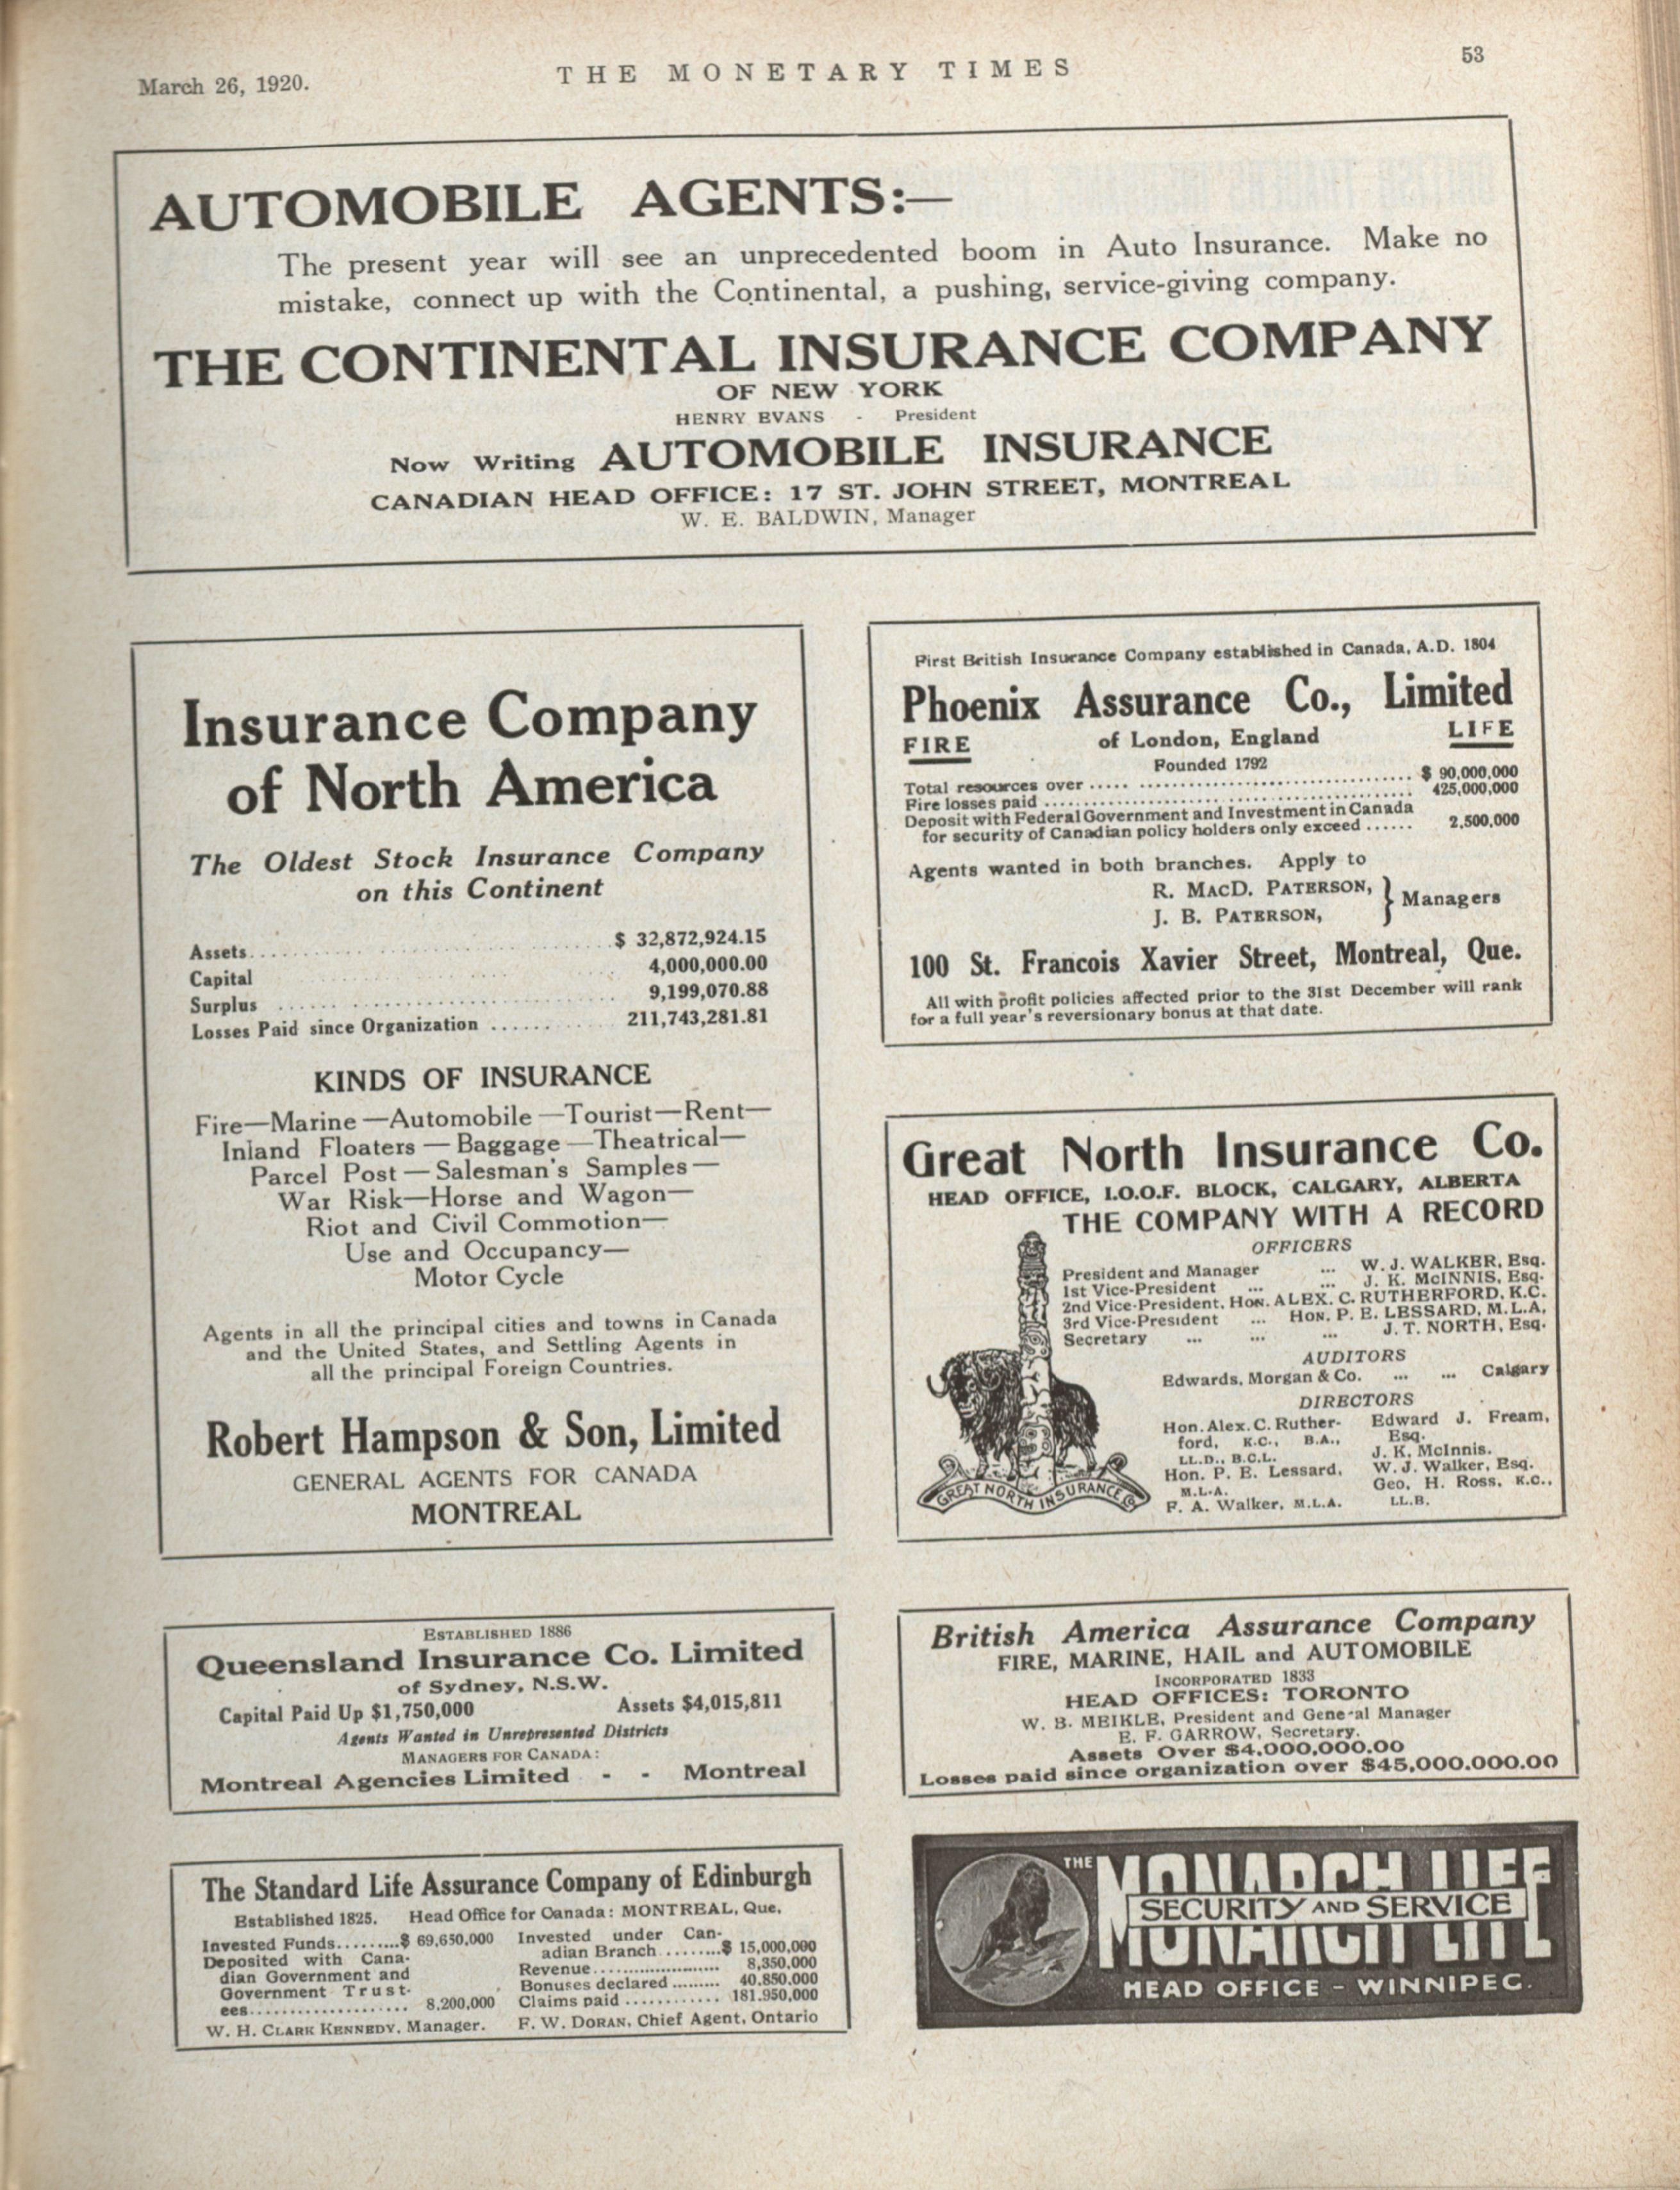 March 26, 1920.
THE MONETARY TIMES
53
AUTOMOBILE AGENTS:—
The present year will see an unprecedented boom in Auto Insurance. Make no
mistake, connect up with the Continental, a pushing, service-giving company.
THE CONTINENTAL INSURANCE COMPANY
OF NEW YORK
HENRY EVANS - President
Now Writing AUTOMOBILE INSURANCE
CANADIAN HEAD OFFICE: 17 ST. JOHN STREET, MONTREAL
W. E. BALDWIN, Manager
Insurance Company
of North America
The Oldest Stock Insurance Company
on this Continent
Assets.......... $ 32,872,924.15
Capital .......... 4,000,000.00
Surplus .......... 9,199,070.88
Losses Paid since Organization .......... 211,743,281.81
KINDS OF INSURANCE
Fire—Marine—Automobile—Tourist—Rent—
Inland Floaters—Baggage—Theatrical—
Parcel Post—Salesman's Samples—
War Risk—Horse and Wagon—
Riot and Civil Commotion—
Use and Occupancy—
Motor Cycle
Agents in all the principal cities and towns in Canada
and the United States, and Settling Agents in
all the principal Foreign Countries.
Robert Hampson & Son, Limited
GENERAL AGENTS FOR CANADA
MONTREAL
First British Insurance Company established in Canada, A.D. 1804
Phoenix Assurance Co., Limited
FIRE of London, England LIFE
Founded 1792
Total resources over .......... $ 90,000,000
Fire losses paid .......... 425,000,000
Deposit with Federal Government and Investment in Canada
for security of Canadian policy holders only exceed ...... 2,500,000
Agents wanted in both branches. Apply to
R. MACD. PATERSON,
J. B. PATERSON, } Managers
100 St. Francois Xavier Street, Montreal, Que.
All with profit policies affected prior to the 31st December will rank
for a full year's reversionary bonus at that date.
Great North Insurance Co.
HEAD OFFICE, I.O.O.F. BLOCK, CALGARY, ALBERTA
THE COMPANY WITH A RECORD
OFFICERS
President and Manager ... W. J. WALKER, Esq.
1st Vice-President ... ... J. K. McINNIS, Esq.
2nd Vice-President, HON. ALEX. C. RUTHERFORD, K.C.
3rd Vice-President ... HON. P. E. LESSARD, M.L.A.
Secretary ... ... ... J. T. NORTH, Esq.
AUDITORS
Edwards, Morgan & Co. ... ... Calgary
DIRECTORS
Hon. Alex. C. Ruther-
ford, K.C., B.A.,
LL.D., B.C.L.
Hon. P. E. Lessard,
M.L.A.
F. A. Walker, M.L.A.
Edward J. Fream,
Esq.
J. K. McInnis.
W. J. Walker, Esq.
Geo. H. Ross, K.C.,
LL.B.
GREAT NORTH INSURANCE Co
ESTABLISHED 1886
Queensland Insurance Co. Limited
of Sydney, N.S.W.
Capital Paid Up $1,750,000 Assets $4,015,811
Agents Wanted in Unrepresented Districts
MANAGERS FOR CANADA:
Montreal Agencies Limited - - Montreal
British America Assurance Company
FIRE, MARINE, HAIL and AUTOMOBILE
INCORPORATED 1833
HEAD OFFICES: TORONTO
W. B. MEIKLE, President and General Manager
E. F. GARROW, Secretary.
Assets Over $4,000,000.00
Losses paid since organization over $45,000,000.00
The Standard Life Assurance Company of Edinburgh
Established 1825. Head Office for Canada: MONTREAL, Que.
Invested Funds.........$ 69,650,000
Deposited with Cana-
dian Government and
Government Trust-
ees.................... 8,200,000
Invested under Can-
adian Branch.........$ 15,000,000
Revenue...................... 8,350,000
Bonuses declared ......... 40,850,000
Claims paid ............ 181,950,000
W. H. CLARK KENNEDY, Manager. F. W. DORAN, Chief Agent, Ontario
THE MONARCH LIFE
SECURITY AND SERVICE
MONARCH LIFE
HEAD OFFICE - WINNIPEG.